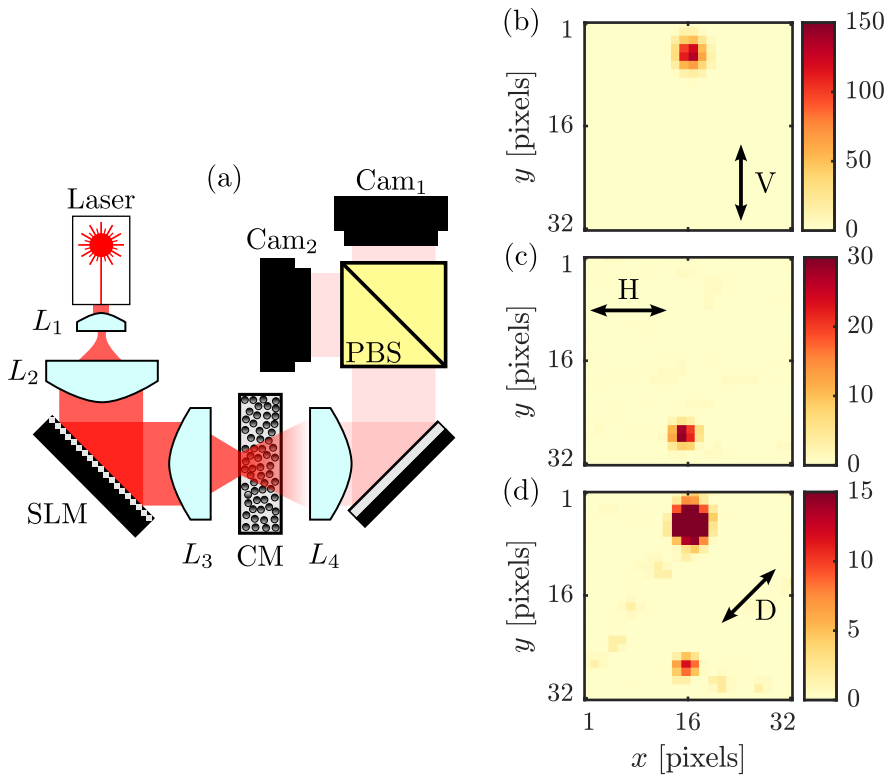 (a)
Laser
L₁
L₂
SLM
L₃
CM
L₄
Cam₂
Cam₁
PBS
(b)
1
16
32
y [pixels]
V
150
100
50
0
(c)
1
16
32
y [pixels]
H
30
20
10
0
(d)
1
16
32
y [pixels]
D
15
10
5
0
1 16 32
x [pixels]